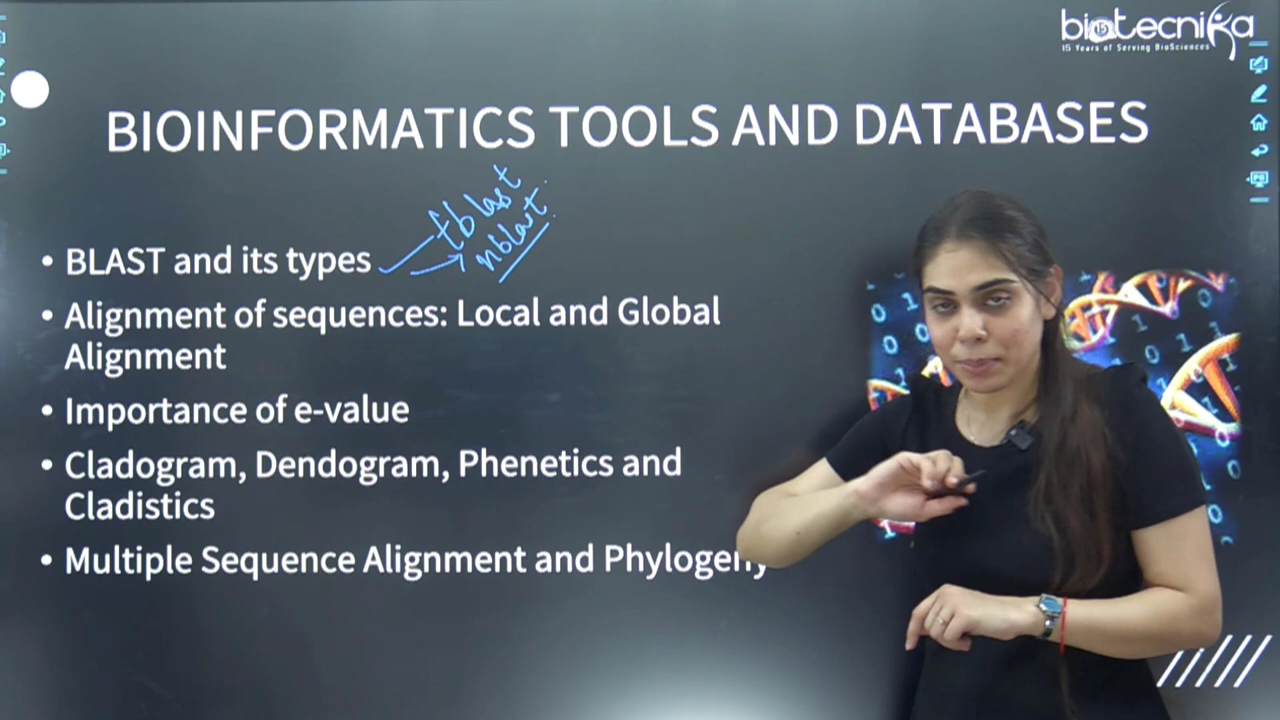 biotecnika
15
15 Years of Serving BioSciences
BIOINFORMATICS TOOLS AND DATABASES
tblast
nblast
• BLAST and its types
• Alignment of sequences: Local and Global
Alignment
• Importance of e-value
• Cladogram, Dendogram, Phenetics and
Cladistics
• Multiple Sequence Alignment and Phylogeny